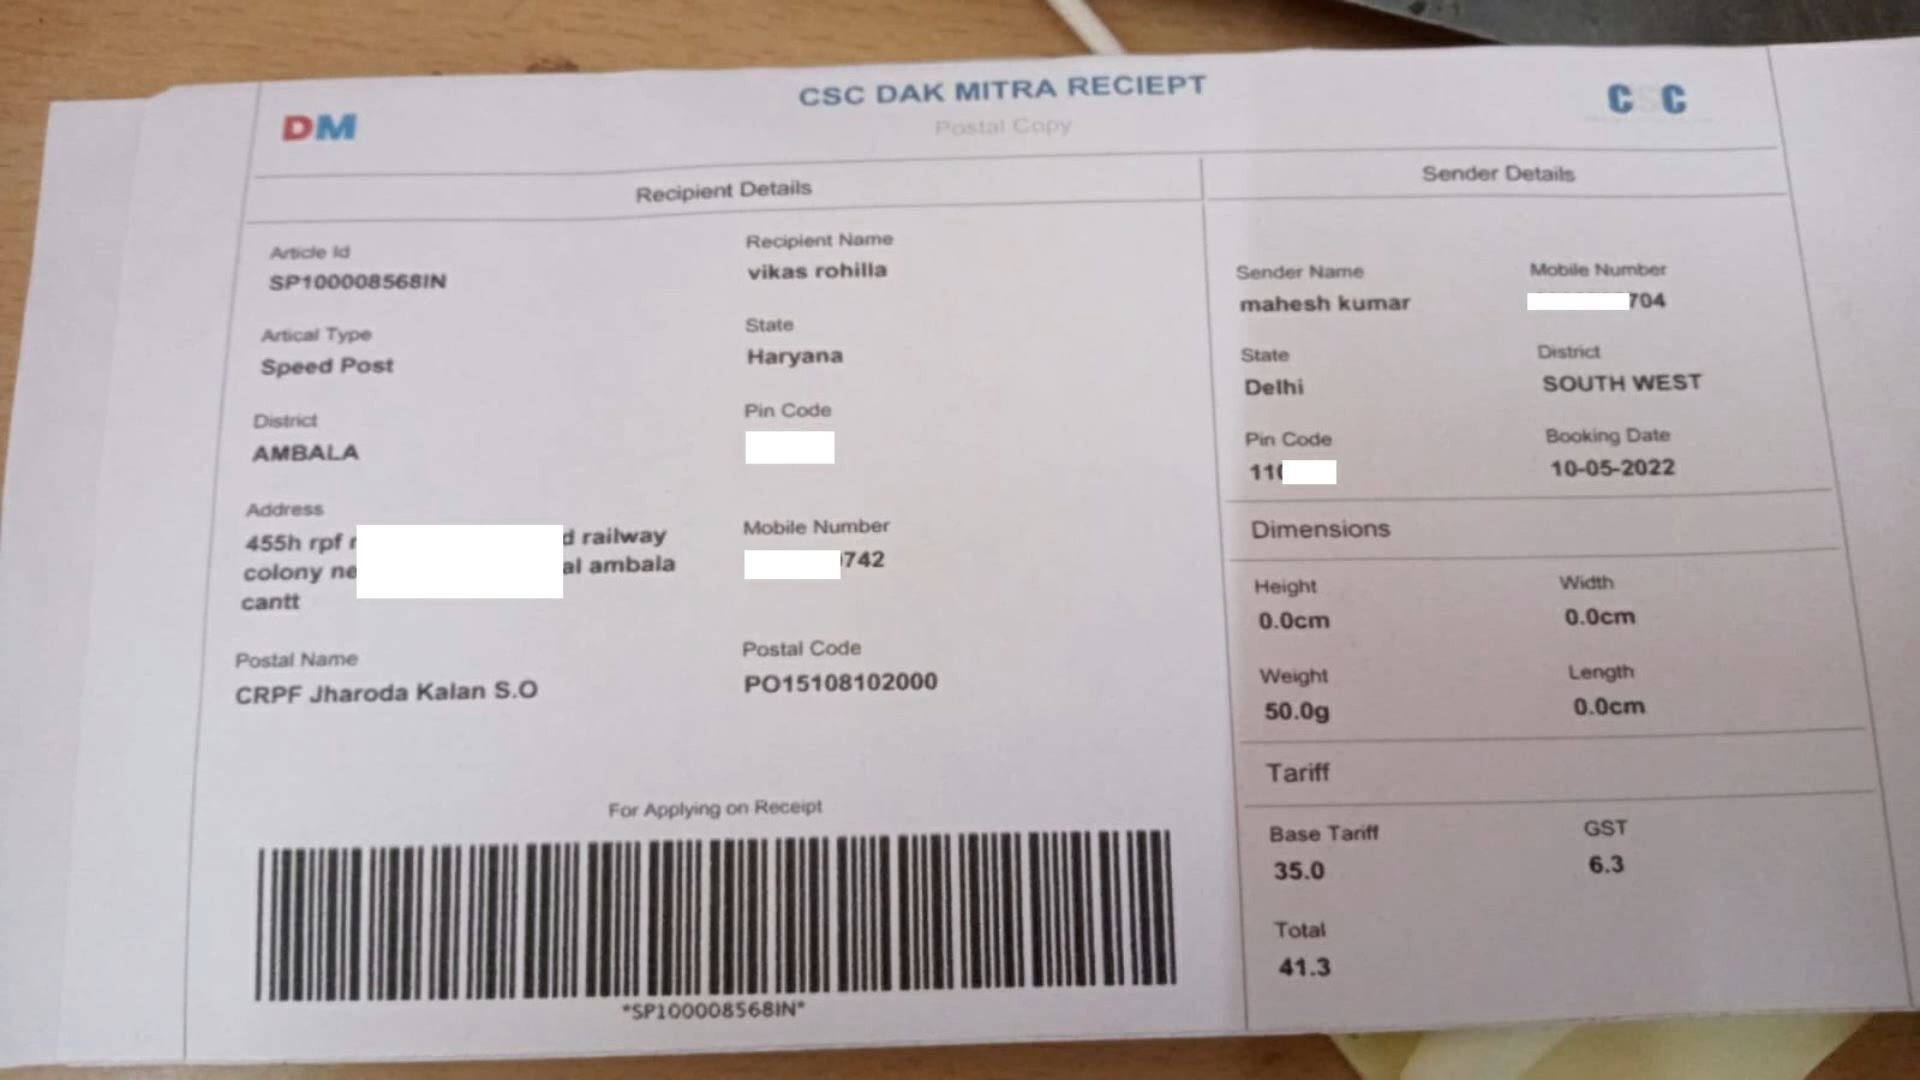 DM
CSC DAK MITRA RECIEPT
Postal Copy
CSC
Recipient Details
Article Id
SP100008568IN
Recipient Name
vikas rohilla
Artical Type
Speed Post
State
Haryana
District
AMBALA
Pin Code
Address
455h rpf
railway
colony
ambala
cantt
Mobile Number
742
Postal Name
CRPF Jharoda Kalan S.O
Postal Code
PO15108102000
For Applying on Receipt
*SP100008568IN*
Sender Details
Sender Name
mahesh kumar
Mobile Number
704
State
Delhi
District
SOUTH WEST
Pin Code
11
Booking Date
10-05-2022
Dimensions
Height
0.0cm
Width
0.0cm
Weight
50.0g
Length
0.0cm
Tariff
Base Tariff
35.0
GST
6.3
Total
41.3